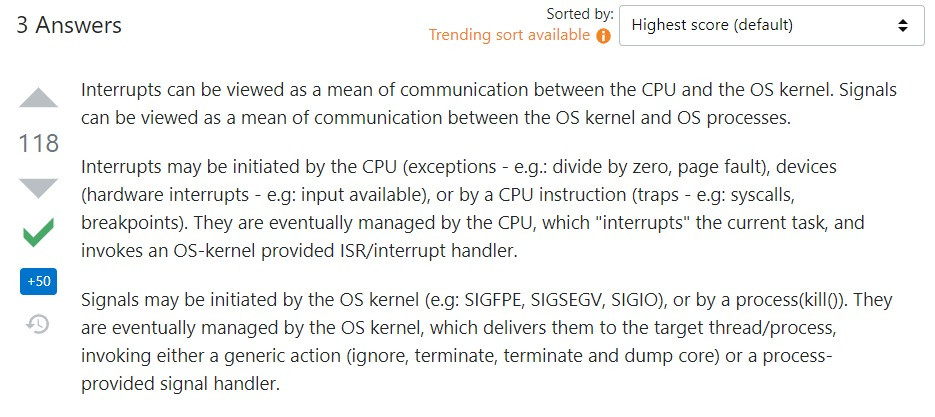 3 Answers
Sorted by:
Trending sort available
Highest score (default)
118
+50
Interrupts can be viewed as a mean of communication between the CPU and the OS kernel. Signals
can be viewed as a mean of communication between the OS kernel and OS processes.
Interrupts may be initiated by the CPU (exceptions - e.g.: divide by zero, page fault), devices
(hardware interrupts - e.g: input available), or by a CPU instruction (traps - e.g: syscalls,
breakpoints). They are eventually managed by the CPU, which "interrupts" the current task, and
invokes an OS-kernel provided ISR/interrupt handler.
Signals may be initiated by the OS kernel (e.g: SIGFPE, SIGSEGV, SIGIO), or by a process(kill()). They
are eventually managed by the OS kernel, which delivers them to the target thread/process,
invoking either a generic action (ignore, terminate, terminate and dump core) or a process-
provided signal handler.